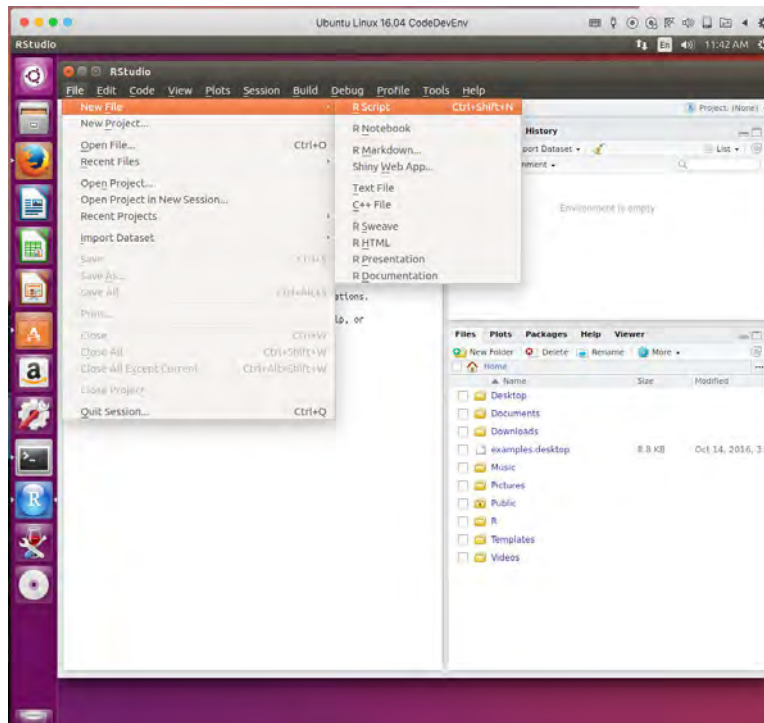 Ubuntu Linux 16.04 CodeDevEnv
RStudio
En
11:42 AM
RStudio
File Edit Code View Plots Session Build Debug Profile Tools Help
New File
New Project...
Open File... Ctrl+O
Recent Files
Open Project...
Open Project in New Session...
Recent Projects
Import Dataset
Save Ctrl+S
Save As...
Save All Ctrl+Alt+S
Print...
Close Ctrl+W
Close All Ctrl+Shift+W
Close All Except Current Ctrl+Alt+Shift+W
Close Project
Quit Session... Ctrl+Q
R Script Ctrl+Shift+N
R Notebook
R Markdown...
Shiny Web App...
Text File
C++ File
R Sweave
R HTML
R Presentation
R Documentation
ations.
lp, or
Project: (None)
History
port Dataset
List
nment
Environment is empty
Files Plots Packages Help Viewer
New Folder Delete Rename More
Home
Name Size Modified
Desktop
Documents
Downloads
examples.desktop 8.8 KB Oct 14, 2016, 3:
Music
Pictures
Public
R
Templates
Videos